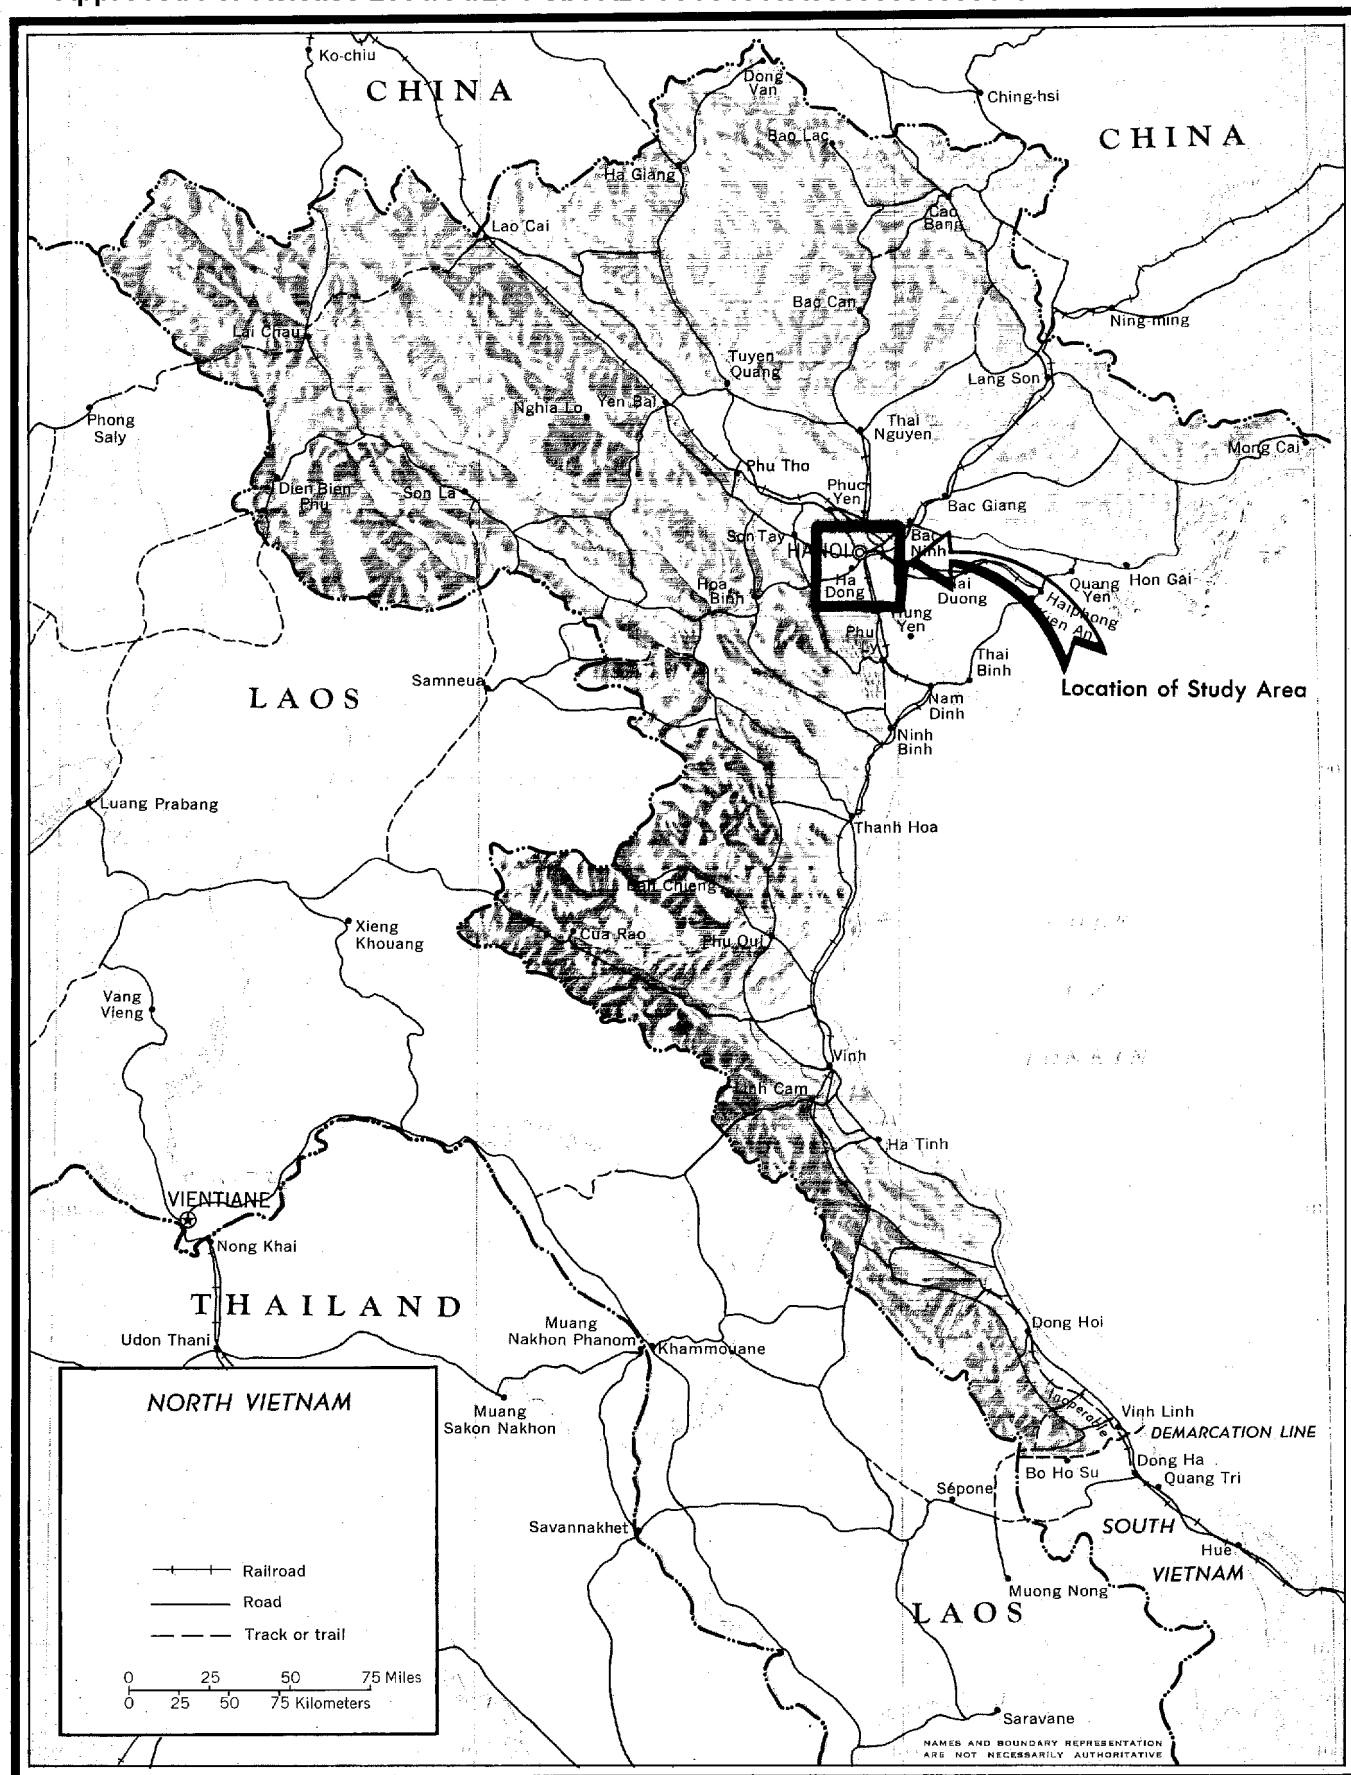 Ko-chiu
CHINA
Dong
Van
Ching-hsi
CHINA
Bao Lac
Ha Giang
Cao
Bang
Lao Cai
Bac Can
Ning-ming
Lai Chau
Tuyen
Quang
Lang Son
Phong
Saly
Nghia Lo
Yen Bai
Thai
Nguyen
Mong Cai
Phu Tho
Dien Bien
Phu
Son La
Phuc
Yen
Bac Giang
Son Tay
HANOI
Bac
Ninh
Ha
Dong
Hoa
Binh
Duong
Quang
Yen
Hon Gai
Haiphong
Yen
Phu
Thai
Binh
LAOS
Samneua
Location of Study Area
Nam
Dinh
Ninh
Binh
Luang Prabang
Thanh Hoa
Xieng
Khouang
Cua Rao
Phu Qui
Vang
Vieng
Vinh
Linh Cam
Ha Tinh
VIENTIANE
Nong Khai
THAILAND
Udon Thani
Muang
Nakhon Phanom
Khammouane
Dong Hoi
NORTH VIETNAM
Muang
Sakon Nakhon
Inoperable
Vinh Linh
DEMARCATION LINE
Bo Ho Su
Dong Ha
Quang Tri
Sépone
Savannakhet
SOUTH
VIETNAM
Hue
Muong Nong
LAOS
Railroad
Road
Track or trail
0 25 50 75 Miles
0 25 50 75 Kilometers
Saravane
NAMES AND BOUNDARY REPRESENTATION
ARE NOT NECESSARILY AUTHORITATIVE